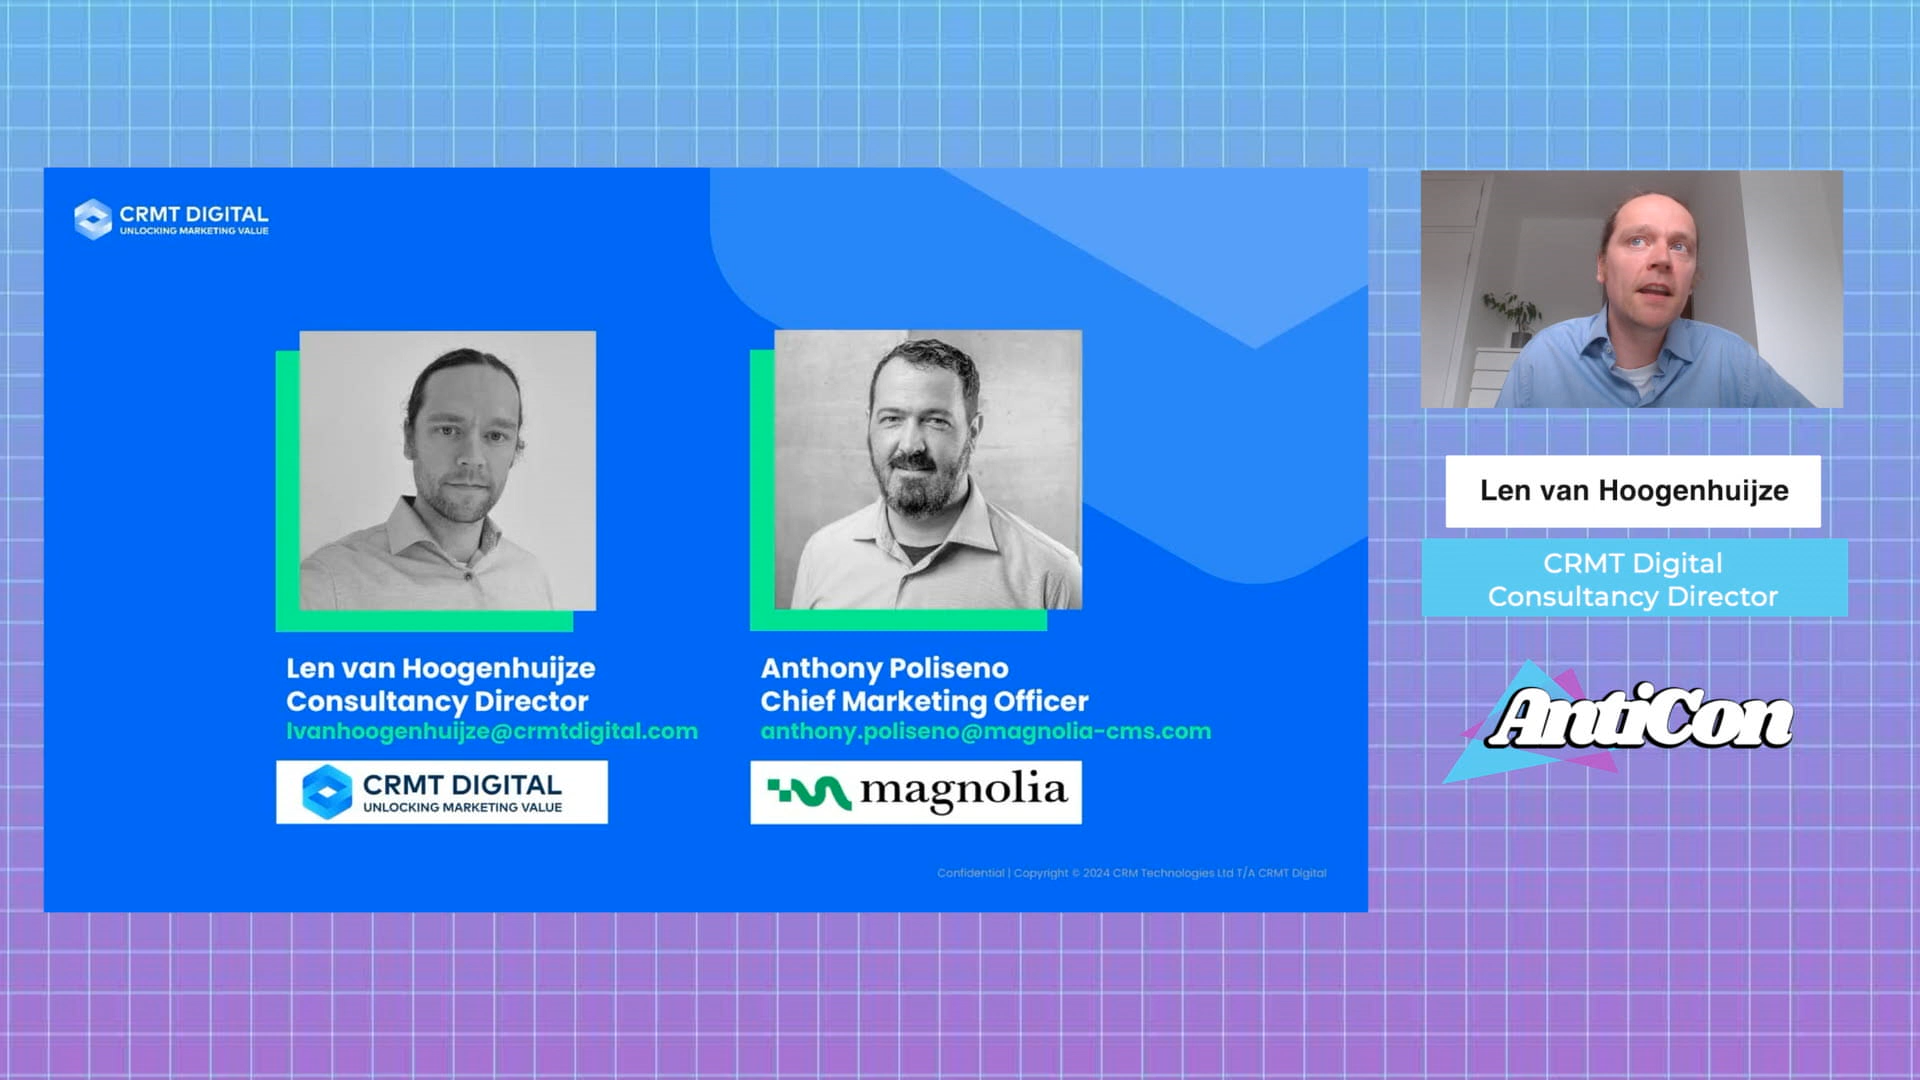 CRMT DIGITAL
UNLOCKING MARKETING VALUE
Len van Hoogenhuijze
Consultancy Director
lvanhoogenhuijze@crmtdigital.com
CRMT DIGITAL
UNLOCKING MARKETING VALUE
Anthony Poliseno
Chief Marketing Officer
anthony.poliseno@magnolia-cms.com
magnolia
Confidential | Copyright © 2024 CRM Technologies Ltd T/A CRMT Digital
Len van Hoogenhuijze
CRMT Digital
Consultancy Director
AntiCon